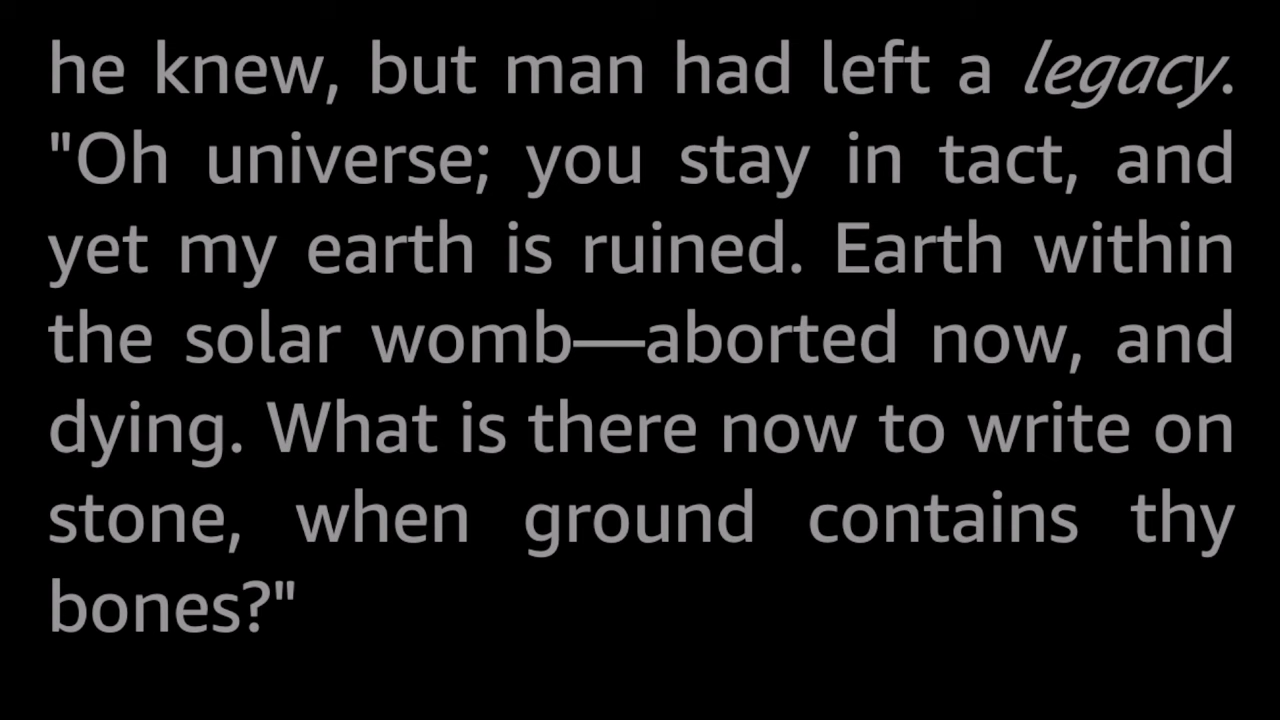 he knew, but man had left a legacy.
"Oh universe; you stay in tact, and
yet my earth is ruined. Earth within
the solar womb—aborted now, and
dying. What is there now to write on
stone, when ground contains thy
bones?"